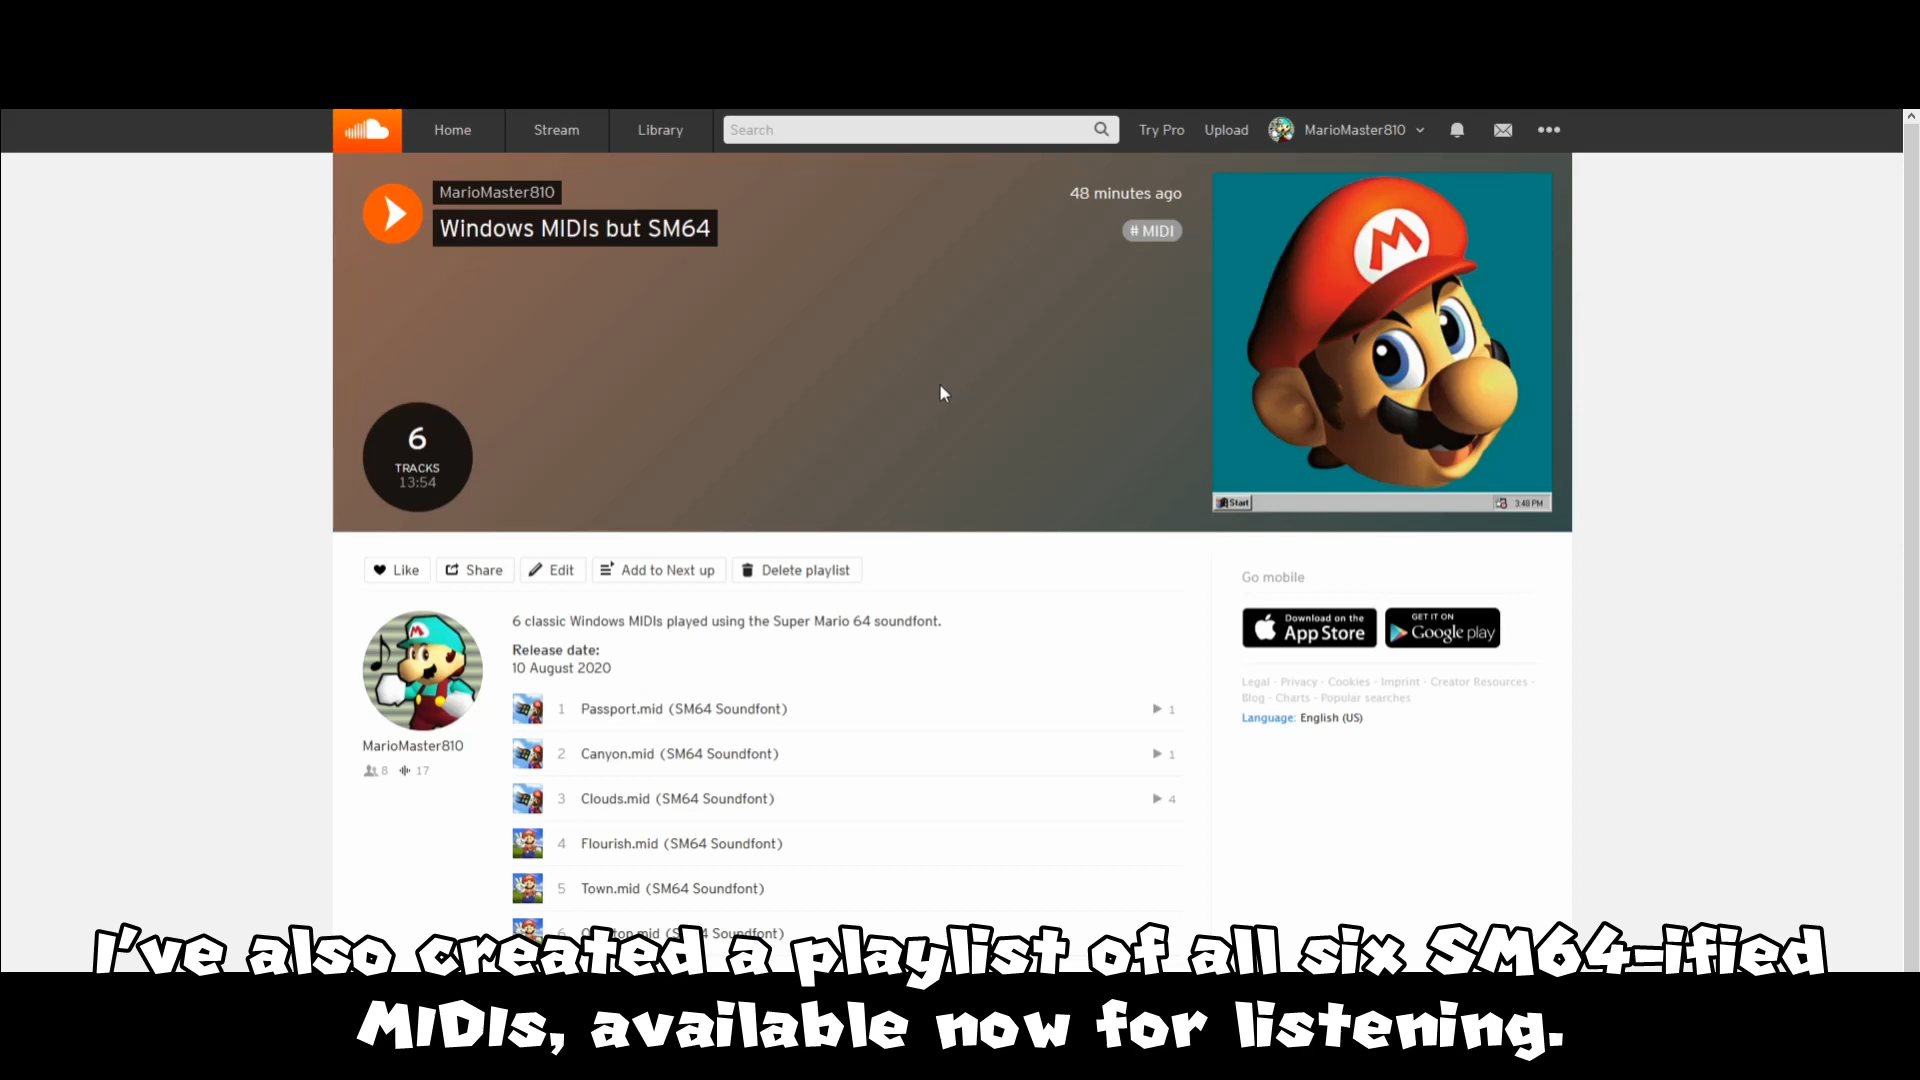 Home
Stream
Library
Search
Try Pro
Upload
MarioMaster810
MarioMaster810
Windows MIDIs but SM64
48 minutes ago
# MIDI
M
6
TRACKS
13:54
Start
3:48 PM
Like
Share
Edit
Add to Next up
Delete playlist
MarioMaster810
8
17
6 classic Windows MIDIs played using the Super Mario 64 soundfont.
Release date:
10 August 2020
1 Passport.mid (SM64 Soundfont) 1
2 Canyon.mid (SM64 Soundfont) 1
3 Clouds.mid (SM64 Soundfont) 4
4 Flourish.mid (SM64 Soundfont)
5 Town.mid (SM64 Soundfont)
Go mobile
Download on the
App Store
GET IT ON
Google play
Legal - Privacy - Cookies - Imprint - Creator Resources -
Blog - Charts - Popular searches
Language: English (US)
I've also created a playlist of all six SM64-ified
MIDIs, available now for listening.